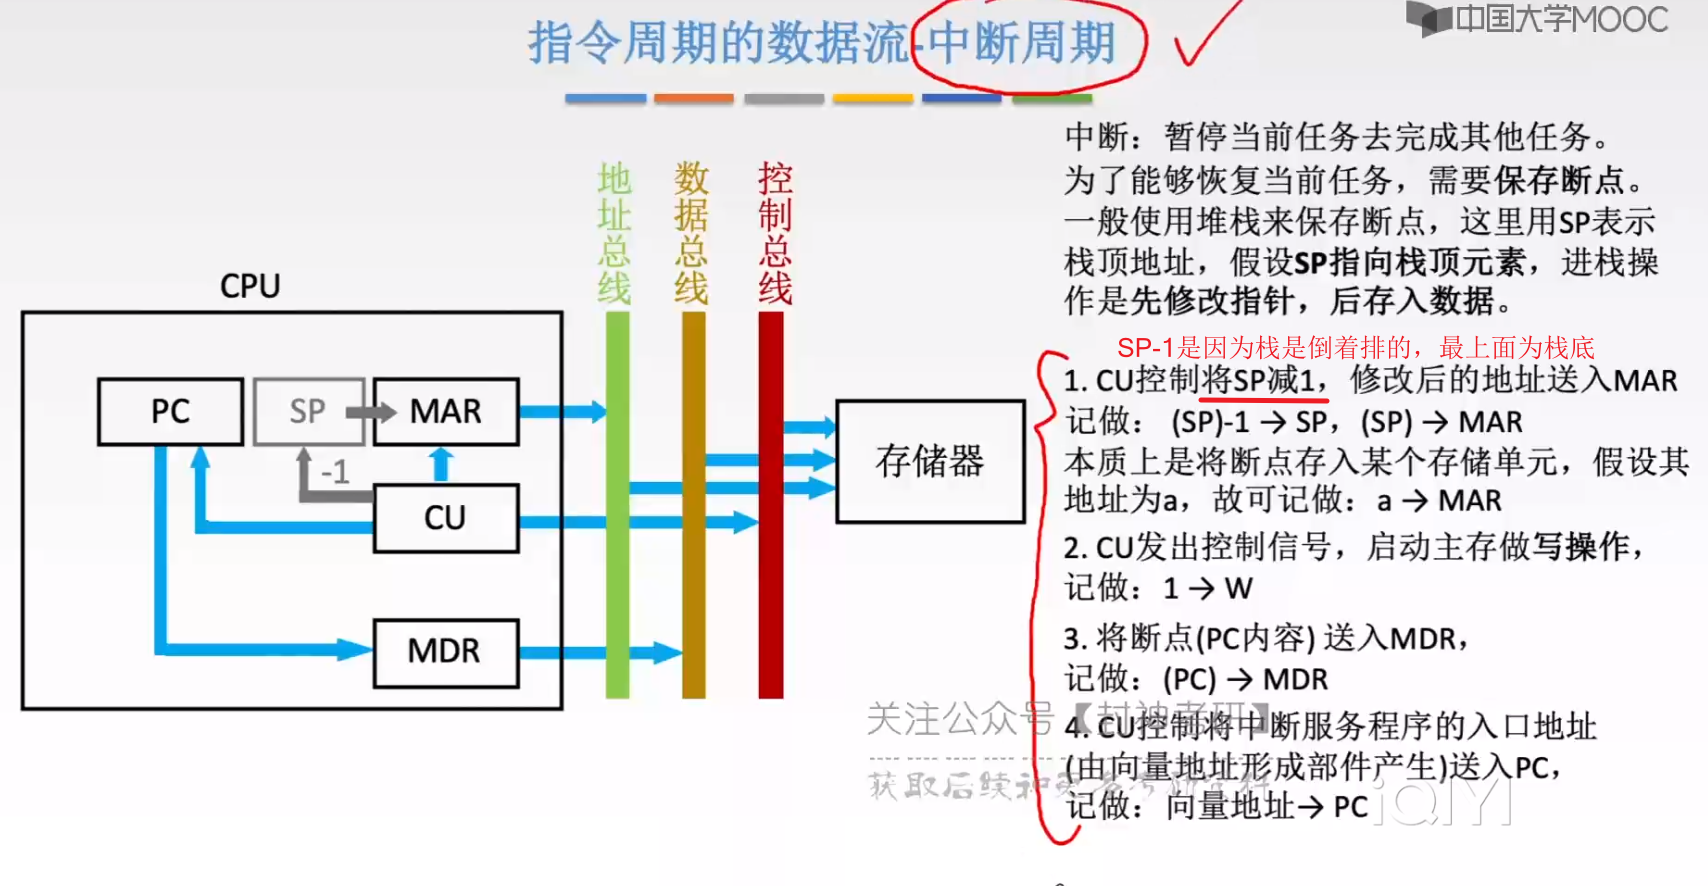 中国大学MOOC
指令周期的数据流-中断周期
地址总线
数据总线
控制总线
CPU
PC
SP
MAR
-1
CU
MDR
存储器
中断：暂停当前任务去完成其他任务。
为了能够恢复当前任务，需要保存断点。
一般使用堆栈来保存断点，这里用SP表示
栈顶地址，假设SP指向栈顶元素，进栈操
作是先修改指针，后存入数据。
SP-1是因为栈是倒着排的，最上面为栈底
1. CU控制将SP减1，修改后的地址送入MAR
记做： (SP)-1 → SP，(SP) → MAR
本质上是将断点存入某个存储单元，假设其
地址为a，故可记做：a → MAR
2. CU发出控制信号，启动主存做写操作，
记做：1 → W
3. 将断点(PC内容) 送入MDR，
记做：(PC) → MDR
4. CU控制将中断服务程序的入口地址
(由向量地址形成部件产生)送入PC，
记做：向量地址→ PC
关注公众号【封神考研】
iQIYI